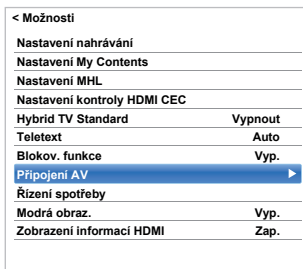 < Možnosti
Nastavení nahrávání
Nastavení My Contents
Nastavení MHL
Nastavení kontroly HDMI CEC
Hybrid TV Standard Vypnout
Teletext Auto
Blokov. funkce Vyp.
Připojení AV
Řízení spotřeby
Modrá obraz. Vyp.
Zobrazení informací HDMI Zap.